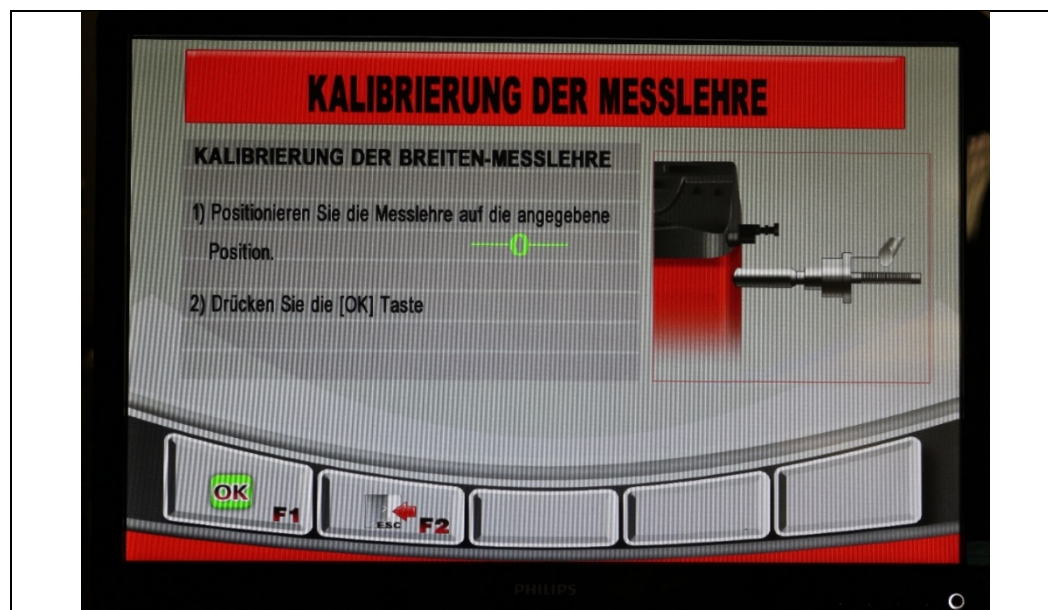 KALIBRIERUNG DER MESSLEHRE
KALIBRIERUNG DER BREITEN-MESSLEHRE
1) Positionieren Sie die Messlehre auf die angegebene
Position.
0
2) Drücken Sie die [OK] Taste
OK
F1
ESC
F2
PHILIPS